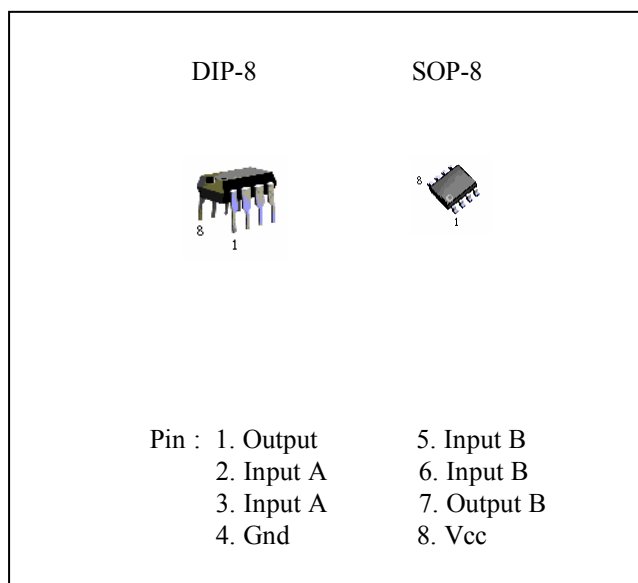 DIP-8 SOP-8
8
1
8
1
Pin : 1. Output 5. Input B
2. Input A 6. Input B
3. Input A 7. Output B
4. Gnd 8. Vcc